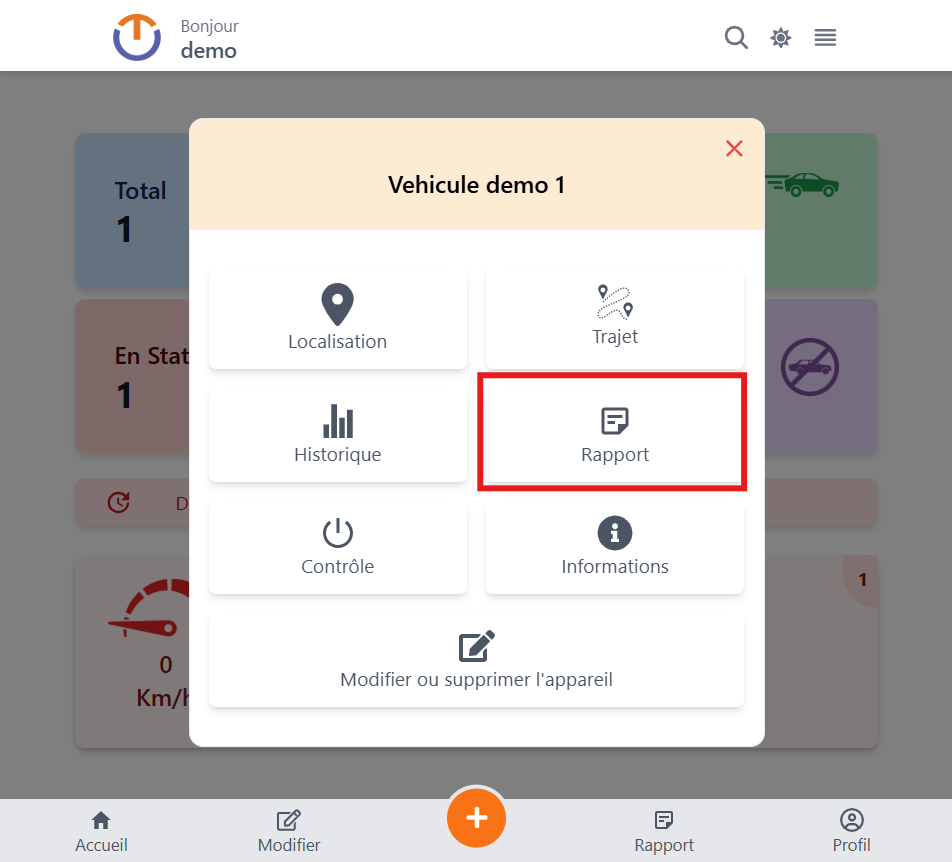 Bonjour
demo
Vehicule demo 1
Total
1
Localisation
Trajet
En Stat
1
Historique
Rapport
D
Contrôle
Informations
1
0
Km/h
Modifier ou supprimer l'appareil
Accueil
Modifier
Rapport
Profil